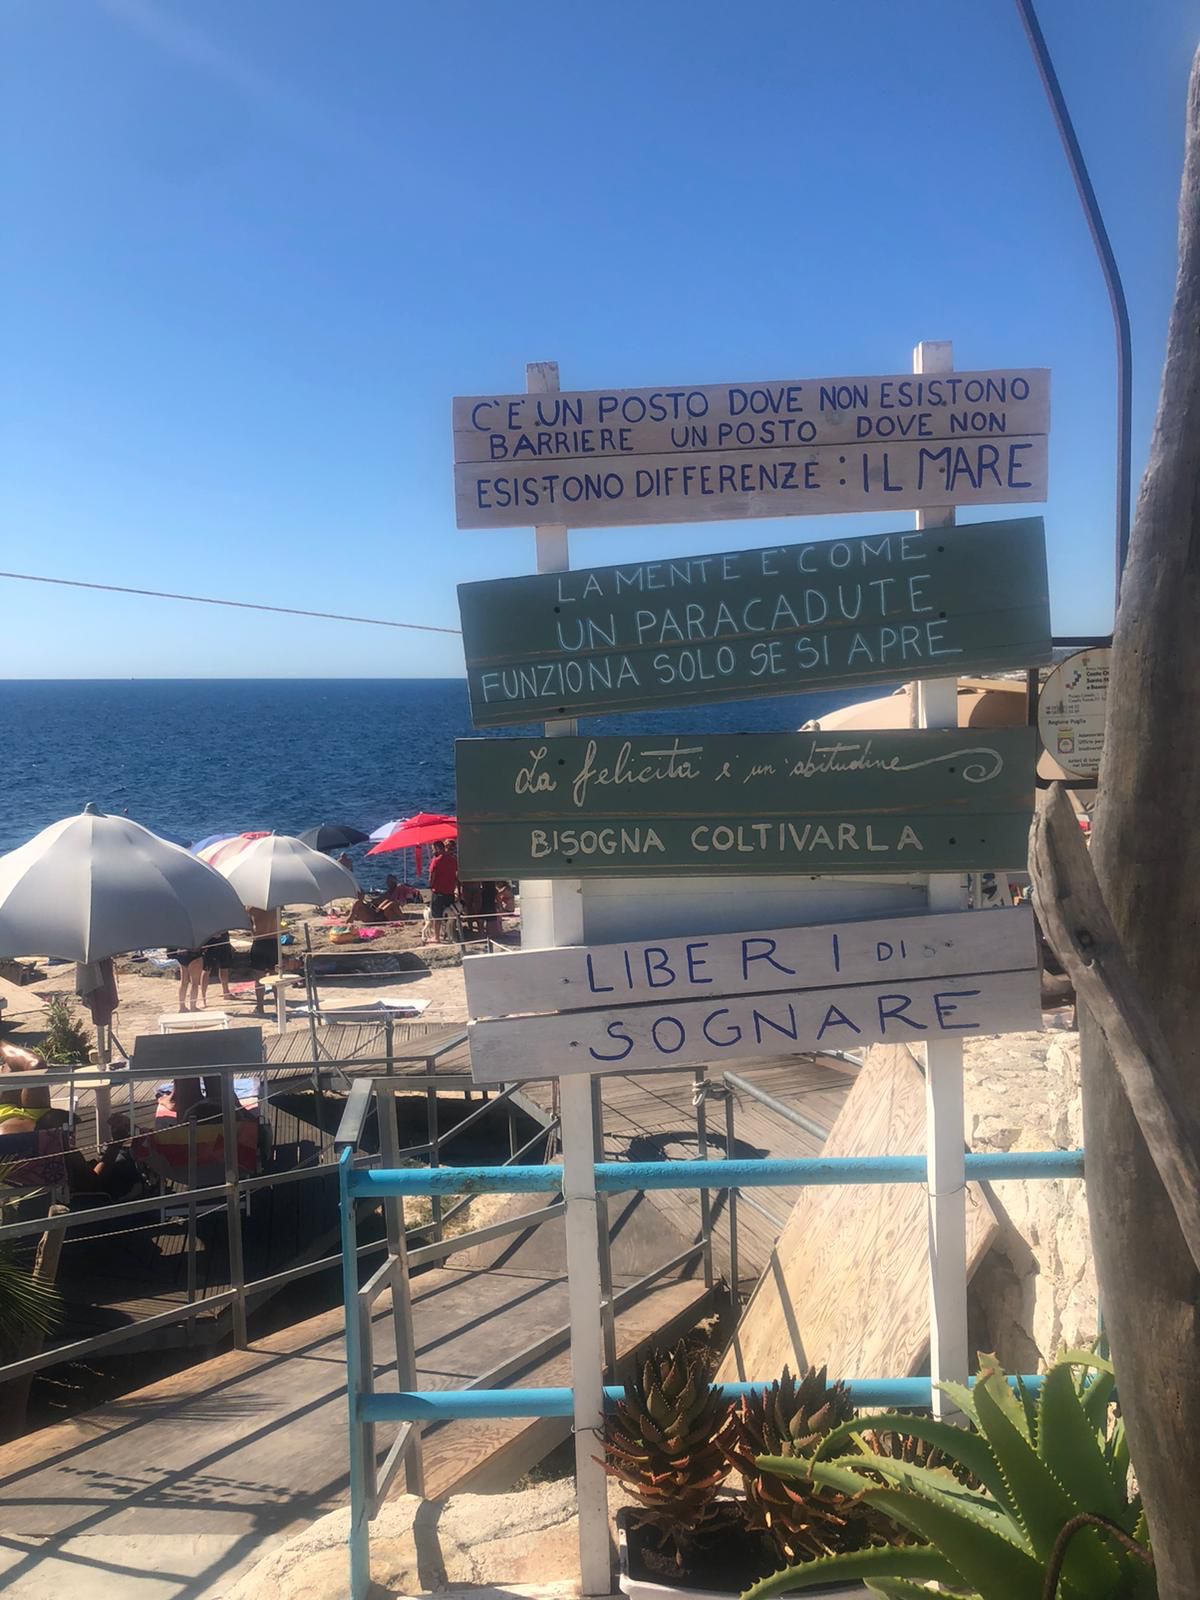 C'È UN POSTO DOVE NON ESISTONO
BARRIERE UN POSTO DOVE NON
ESISTONO DIFFERENZE : IL MARE
LA MENTE E' COME
UN PARACADUTE
FUNZIONA SOLO SE SI APRE
La felicità è un'abitudine
BISOGNA COLTIVARLA
LIBERI DI
SOGNARE
Regione Puglia